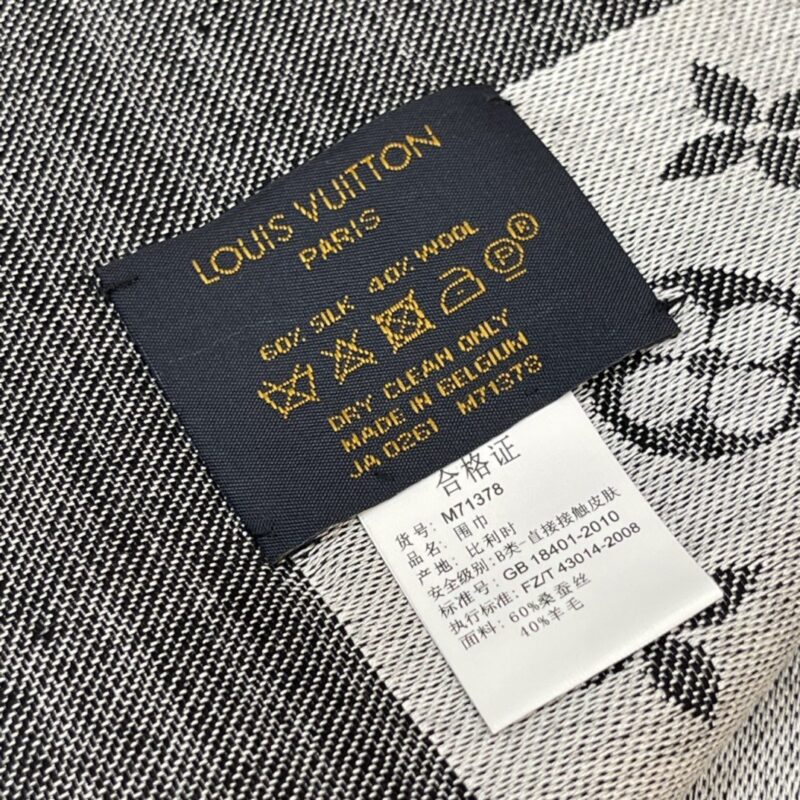 LOUIS VUITTON
PARIS
60% SILK 40% WOOL
P
DRY CLEAN ONLY
MADE IN BELGIUM
JA 0261 M71378
合格证
货号: M71378
品名: 围巾
产地: 比利时
安全级别: B类-直接接触皮肤
标准号: GB 18401-2010
执行标准: FZ/T 43014-2008
面料: 60%桑蚕丝
40%羊毛